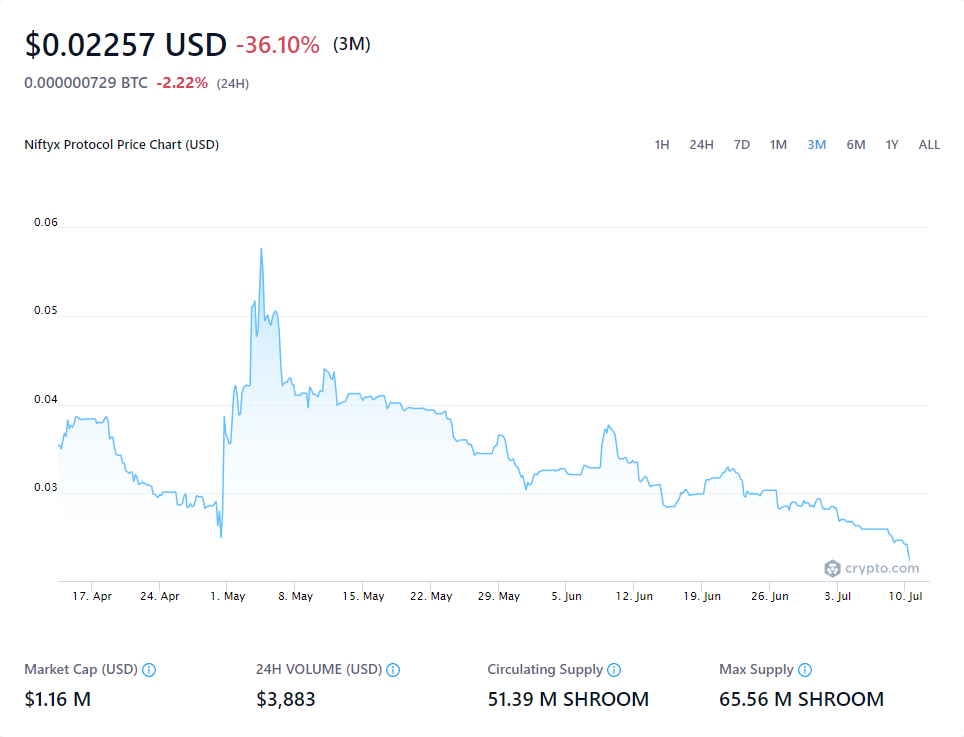 $0.02257 USD -36.10% (3M)
0.000000729 BTC -2.22% (24H)
Niftyx Protocol Price Chart (USD) 1H 24H 7D 1M 3M 6M 1Y ALL
0.06
0.05
0.04
0.03
crypto.com
17. Apr 24. Apr 1. May 8. May 15. May 22. May 29. May 5. Jun 12. Jun 19. Jun 26. Jun 3. Jul 10. Jul
Market Cap (USD) 24H VOLUME (USD) Circulating Supply Max Supply
$1.16 M $3,883 51.39 M SHROOM 65.56 M SHROOM